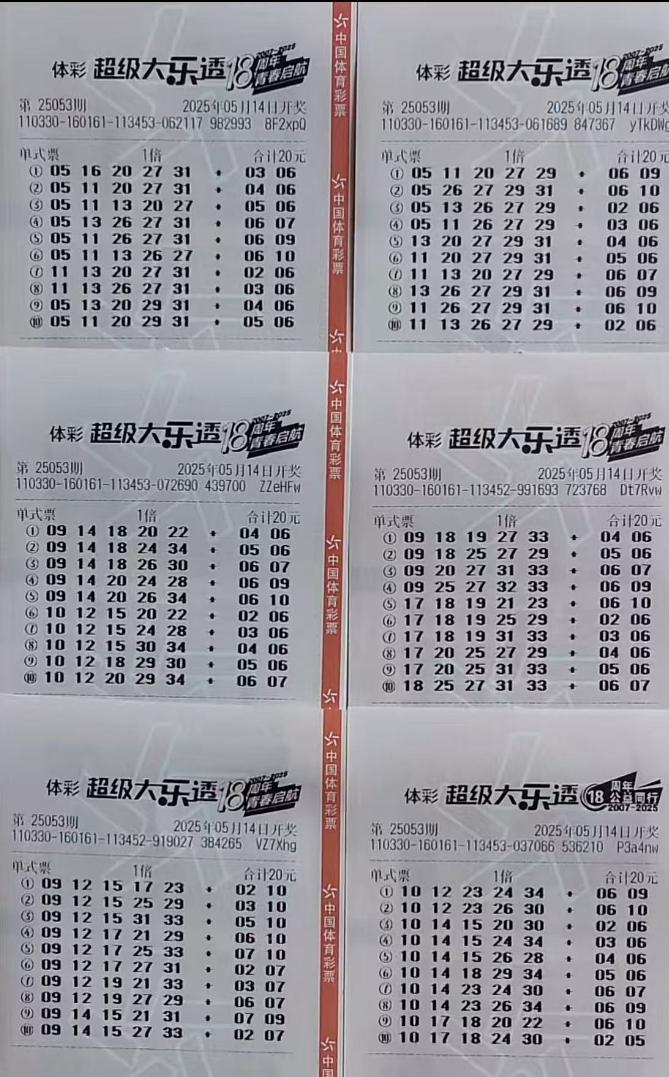 体彩 超级大乐透 18周年 2007-2025 青春启航
第 25053期 2025年05月14日开奖
110330-160161-113453-062117 982993 8F2xpQ
单式票 1倍 合计20元
① 05 16 20 27 31 + 03 06
② 05 11 20 27 31 + 04 06
③ 05 11 13 20 27 + 05 06
④ 05 13 26 27 31 + 06 07
⑤ 05 11 26 27 31 + 06 09
⑥ 05 11 13 26 27 + 06 10
⑦ 11 13 20 27 31 + 02 06
⑧ 11 13 26 27 31 + 03 06
⑨ 05 13 20 29 31 + 04 06
⑩ 05 11 20 29 31 + 05 06
中国体育彩票
中国体育彩票
体彩 超级大乐透 18周年 2007-2025 青春启航
第 25053期 2025年05月14日开奖
110330-160161-113453-061689 847367
单式票 1倍 合计20元
① 05 11 20 27 29 + 06 09
② 05 26 27 29 31 + 06 10
③ 05 13 26 27 29 + 02 06
④ 05 11 26 27 29 + 03 06
⑤ 13 20 27 29 31 + 04 06
⑥ 11 20 27 29 31 + 05 06
⑦ 11 13 20 27 29 + 06 07
⑧ 13 26 27 29 31 + 06 09
⑨ 11 26 27 29 31 + 06 10
⑩ 11 13 26 27 29 + 02 06
体彩 超级大乐透 18周年 2007-2025 青春启航
第 25053期 2025年05月14日开奖
110330-160161-113453-072690 439700 ZZeHFw
单式票 1倍 合计20元
① 09 14 18 20 22 + 04 06
② 09 14 18 24 34 + 05 06
③ 09 14 18 26 30 + 06 07
④ 09 14 20 24 28 + 06 09
⑤ 09 14 20 26 34 + 06 10
⑥ 10 12 15 20 22 + 02 06
⑦ 10 12 15 24 28 + 03 06
⑧ 10 12 15 30 34 + 04 06
⑨ 10 12 18 29 30 + 05 06
⑩ 10 12 20 29 34 + 06 07
中国体育彩票
中国体育彩票
体彩 超级大乐透 18周年 2007-2025 青春启航
第 25053期 2025年05月14日开奖
110330-160161-113452-991693 723768 Dt7Rvw
单式票 1倍 合计20元
① 09 18 19 27 33 + 04 06
② 09 18 25 27 29 + 05 06
③ 09 20 27 31 33 + 06 07
④ 09 25 27 32 33 + 06 09
⑤ 17 18 19 21 23 + 06 10
⑥ 17 18 19 25 29 + 02 06
⑦ 17 18 19 31 33 + 03 06
⑧ 17 20 25 27 29 + 04 06
⑨ 17 20 25 31 33 + 05 06
⑩ 18 25 27 31 33 + 06 07
体彩 超级大乐透 18周年 2007-2025 青春启航
第 25053期 2025年05月14日开奖
110330-160161-113452-919027 384265 VZ7Xhg
单式票 1倍 合计20元
① 09 12 15 17 23 + 02 10
② 09 12 15 25 29 + 03 10
③ 09 12 15 31 33 + 05 10
④ 09 12 17 21 29 + 06 10
⑤ 09 12 17 25 33 + 07 10
⑥ 09 12 17 27 31 + 02 07
⑦ 09 12 19 21 33 + 03 07
⑧ 09 12 19 27 29 + 06 07
⑨ 09 14 15 21 31 + 07 09
⑩ 09 14 15 27 33 + 02 07
中国体育彩票
中国体育彩票
中国
体彩 超级大乐透 18周年 公益同行 2007-2025
第 25053期 2025年05月14日开奖
110330-160161-113453-037066 536210 P3a4nw
单式票 1倍 合计20元
① 10 12 23 24 34 + 06 09
② 10 12 23 26 30 + 06 10
③ 10 14 15 20 30 + 02 06
④ 10 14 15 24 34 + 03 06
⑤ 10 14 15 26 28 + 04 06
⑥ 10 14 18 29 34 + 05 06
⑦ 10 14 23 24 30 + 06 07
⑧ 10 14 23 26 34 + 06 09
⑨ 10 17 18 20 22 + 06 10
⑩ 10 17 18 24 30 + 02 05